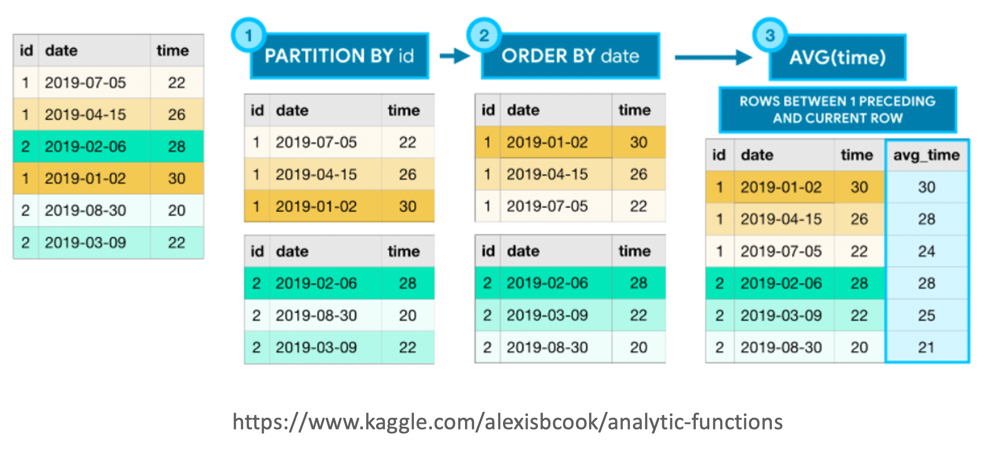 id date time
1 2019-07-05 22
1 2019-04-15 26
2 2019-02-06 28
1 2019-01-02 30
2 2019-08-30 20
2 2019-03-09 22
1
PARTITION BY id
id date time
1 2019-07-05 22
1 2019-04-15 26
1 2019-01-02 30
id date time
2 2019-02-06 28
2 2019-08-30 20
2 2019-03-09 22
2
ORDER BY date
id date time
1 2019-01-02 30
1 2019-04-15 26
1 2019-07-05 22
id date time
2 2019-02-06 28
2 2019-03-09 22
2 2019-08-30 20
3
AVG(time)
ROWS BETWEEN 1 PRECEDING
AND CURRENT ROW
id date time avg_time
1 2019-01-02 30 30
1 2019-04-15 26 28
1 2019-07-05 22 24
2 2019-02-06 28 28
2 2019-03-09 22 25
2 2019-08-30 20 21
https://www.kaggle.com/alexisbcook/analytic-functions